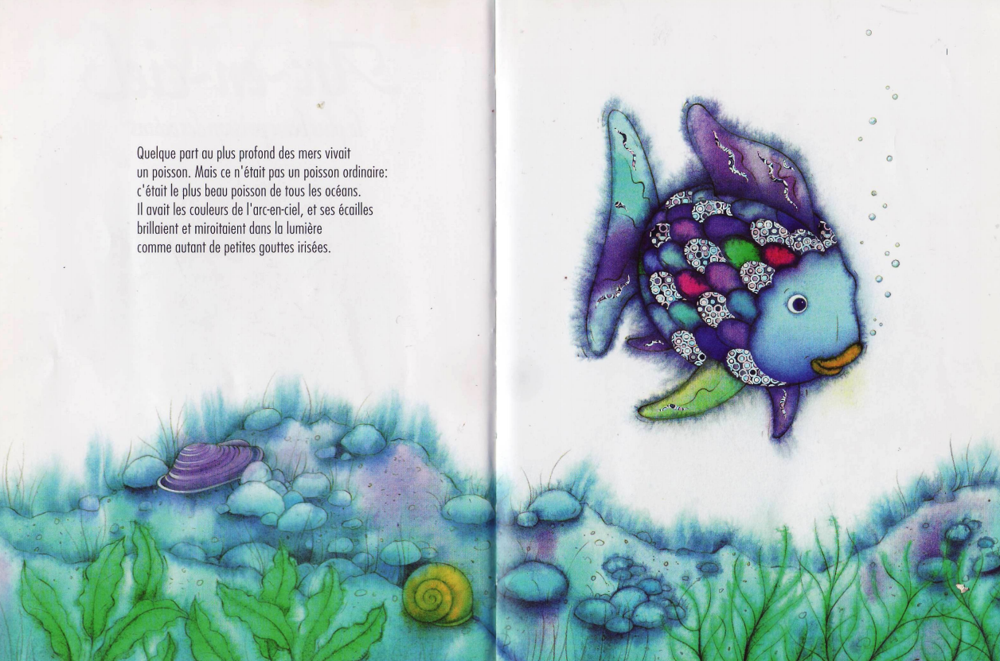 Quelque part au plus profond des mers vivait
un poisson. Mais ce n'était pas un poisson ordinaire:
c'était le plus beau poisson de tous les océans.
Il avait les couleurs de l'arc-en-ciel, et ses écailles
brillaient et miroitaient dans la lumière
comme autant de petites gouttes irisées.